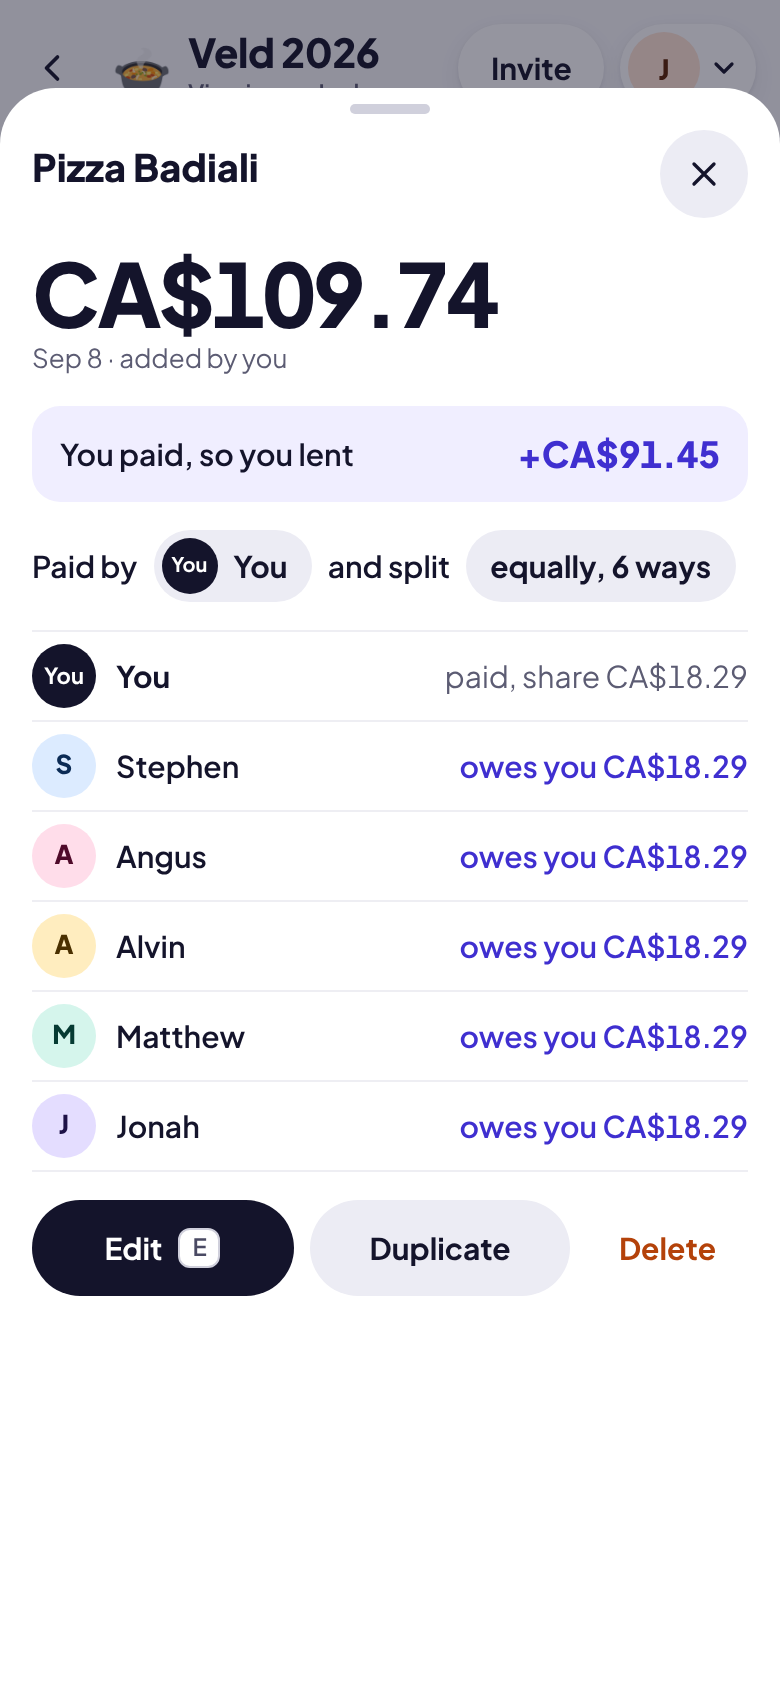 Veld 2026
Invite
J
Pizza Badiali
CA$109.74
Sep 8 · added by you
You paid, so you lent
+CA$91.45
Paid by You You and split equally, 6 ways
You You paid, share CA$18.29
S Stephen owes you CA$18.29
A Angus owes you CA$18.29
A Alvin owes you CA$18.29
M Matthew owes you CA$18.29
J Jonah owes you CA$18.29
Edit E Duplicate Delete